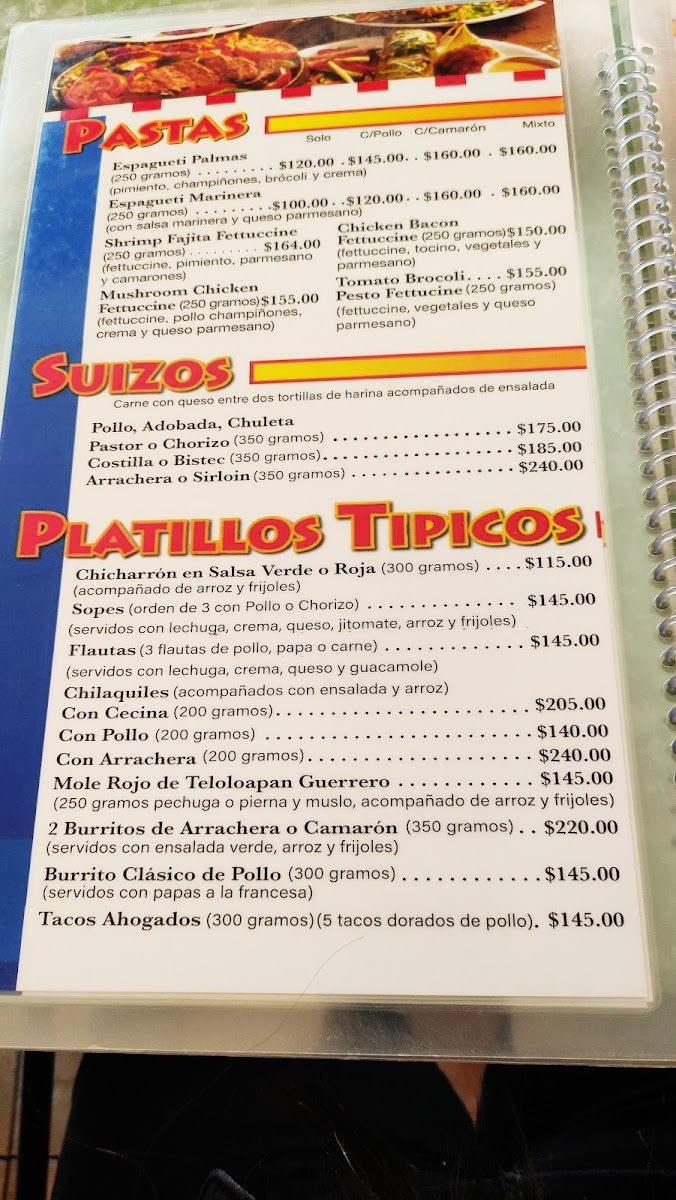 PASTAS
Solo C/Pollo C/Camarón Mixto
Espagueti Palmas
(250 gramos) . . . . . . . . . $120.00 . $145.00. . $160.00 . $160.00
(pimiento, champiñones, brócoli y crema)
Espagueti Marinera
(250 gramos) . . . . . . . . .$100.00. . $120.00. . $160.00 . $160.00
(con salsa marinera y queso parmesano)
Shrimp Fajita Fettuccine
(250 gramos) . . . . . . . . . $164.00
(fettuccine, pimiento, parmesano
y camarones)
Mushroom Chicken
Fettuccine (250 gramos)$155.00
(fettuccine, pollo champiñones,
crema y queso parmesano)
Chicken Bacon
Fettuccine (250 gramos)$150.00
(fettuccine, tocino, vegetales y
parmesano)
Tomato Brocoli. . . . $155.00
Pesto Fettucine (250 gramos)
(fettuccine, vegetales y queso
parmesano)
SUIZOS
Carne con queso entre dos tortillas de harina acompañados de ensalada
Pollo, Adobada, Chuleta
Pastor o Chorizo (350 gramos) . . . . . . . . . . . . . . . . . . $175.00
Costilla o Bistec (350 gramos). . . . . . . . . . . . . . . . . . . $185.00
Arrachera o Sirloin (350 gramos) . . . . . . . . . . . . . . . . $240.00
PLATILLOS TIPICOS
Chicharrón en Salsa Verde o Roja (300 gramos) . . . . $115.00
(acompañado de arroz y frijoles)
Sopes (orden de 3 con Pollo o Chorizo) . . . . . . . . . . . . . . $145.00
(servidos con lechuga, crema, queso, jitomate, arroz y frijoles)
Flautas (3 flautas de pollo, papa o carne) . . . . . . . . . . . . . $145.00
(servidos con lechuga, crema, queso y guacamole)
Chilaquiles (acompañados con ensalada y arroz)
Con Cecina (200 gramos). . . . . . . . . . . . . . . . . . . . . . . . $205.00
Con Pollo (200 gramos) . . . . . . . . . . . . . . . . . . . . . . . . $140.00
Con Arrachera (200 gramos). . . . . . . . . . . . . . . . . . . . . $240.00
Mole Rojo de Teloloapan Guerrero . . . . . . . . . . . . . $145.00
(250 gramos pechuga o pierna y muslo, acompañado de arroz y frijoles)
2 Burritos de Arrachera o Camarón (350 gramos). . $220.00
(servidos con ensalada verde, arroz y frijoles)
Burrito Clásico de Pollo (300 gramos) . . . . . . . . . . . . $145.00
(servidos con papas a la francesa)
Tacos Ahogados (300 gramos)(5 tacos dorados de pollo). $145.00